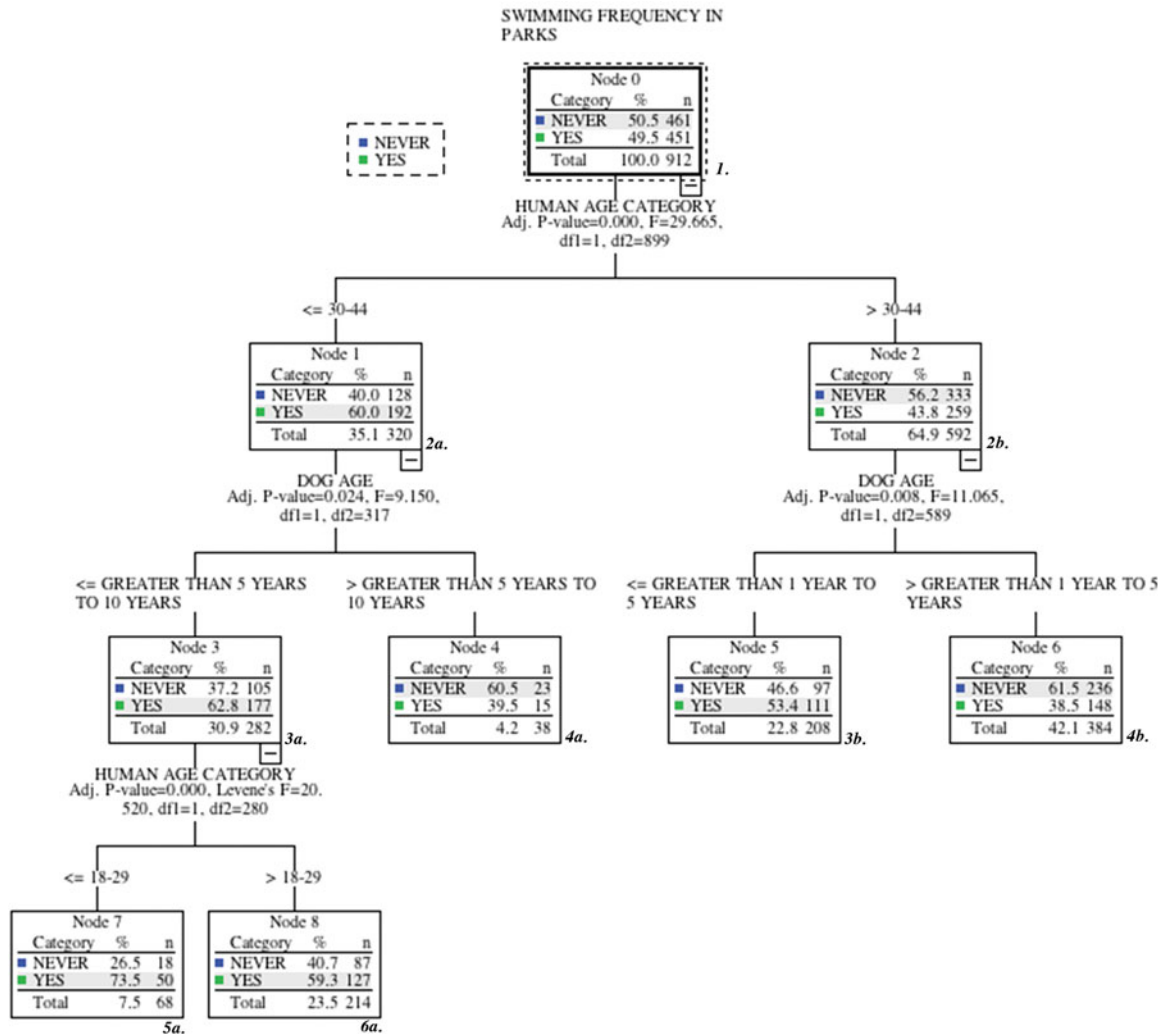 SWIMMING FREQUENCY IN
PARKS
NEVER
YES
Node 0
Category % n
NEVER 50.5 461
YES 49.5 451
Total 100.0 912
1.
HUMAN AGE CATEGORY
Adj. P-value=0.000, F=29.665,
df1=1, df2=899
<= 30-44
> 30-44
Node 1
Category % n
NEVER 40.0 128
YES 60.0 192
Total 35.1 320
2a.
Node 2
Category % n
NEVER 56.2 333
YES 43.8 259
Total 64.9 592
2b.
DOG AGE
Adj. P-value=0.024, F=9.150,
df1=1, df2=317
DOG AGE
Adj. P-value=0.008, F=11.065,
df1=1, df2=589
<= GREATER THAN 5 YEARS
TO 10 YEARS
> GREATER THAN 5 YEARS TO
10 YEARS
<= GREATER THAN 1 YEAR TO
5 YEARS
> GREATER THAN 1 YEAR TO 5
YEARS
Node 3
Category % n
NEVER 37.2 105
YES 62.8 177
Total 30.9 282
3a.
Node 4
Category % n
NEVER 60.5 23
YES 39.5 15
Total 4.2 38
4a.
Node 5
Category % n
NEVER 46.6 97
YES 53.4 111
Total 22.8 208
3b.
Node 6
Category % n
NEVER 61.5 236
YES 38.5 148
Total 42.1 384
4b.
HUMAN AGE CATEGORY
Adj. P-value=0.000, Levene's F=20.
520, df1=1, df2=280
<= 18-29
> 18-29
Node 7
Category % n
NEVER 26.5 18
YES 73.5 50
Total 7.5 68
5a.
Node 8
Category % n
NEVER 40.7 87
YES 59.3 127
Total 23.5 214
6a.